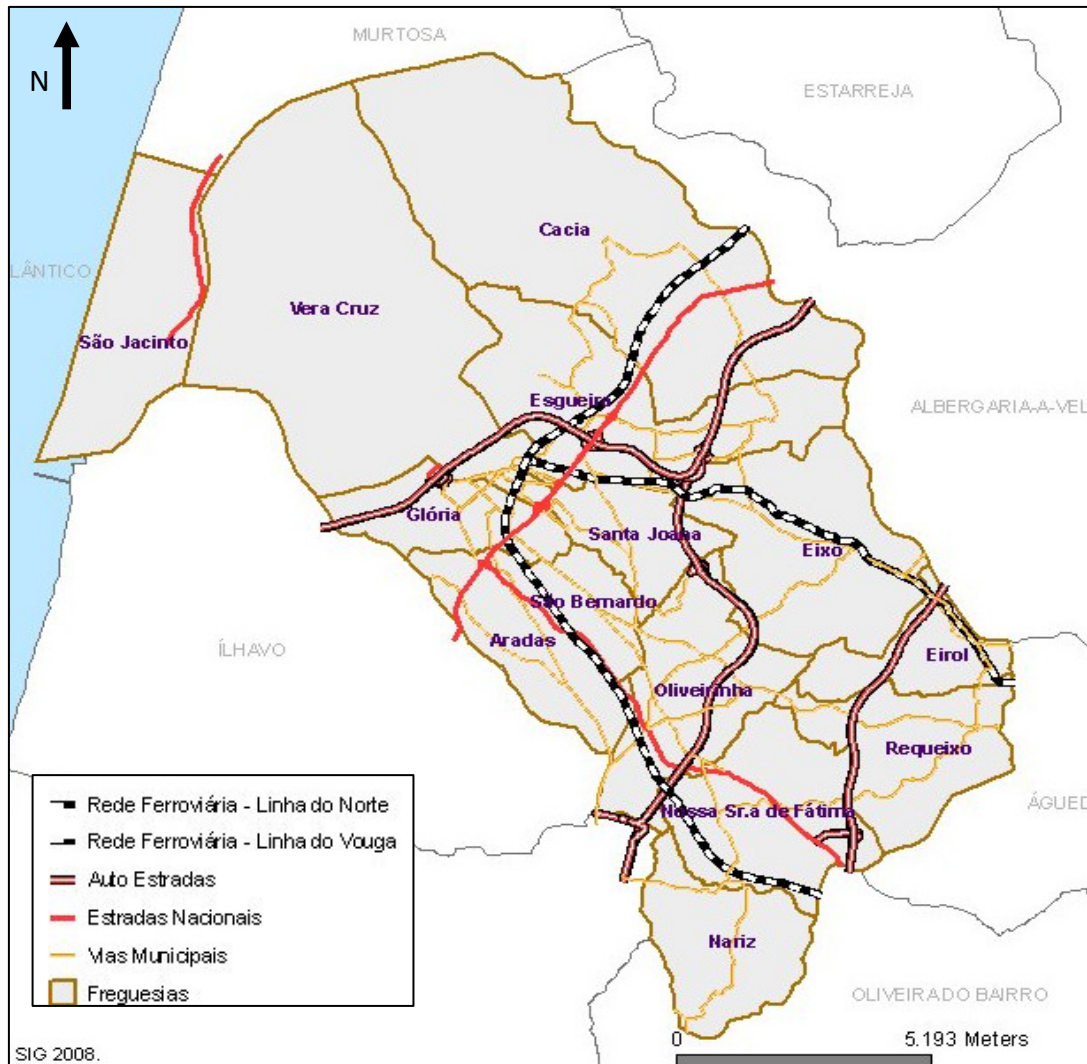 N
MURTOSA
ESTARREJA
Cacia
LÂNTICO
Vera Cruz
São Jacinto
Esgueira
ALBERGARIA-A-VEL
Glória
Santa Joana
Eixo
São Bernardo
Aradas
ÍLHAVO
Eirol
Oliveirinha
Requeixo
Nossa Sr.a de Fátima
ÁGUED
Nariz
OLIVEIRA DO BAIRRO
Rede Ferroviária - Linha do Norte
Rede Ferroviária - Linha do Vouga
Auto Estradas
Estradas Nacionais
Vias Municipais
Freguesias
0 5.193 Meters
SIG 2008.